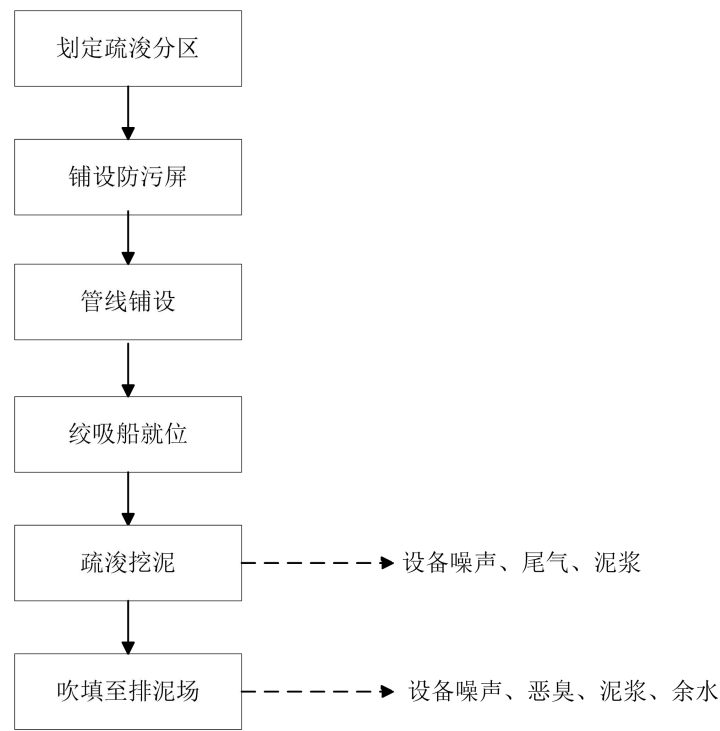 划定疏浚分区
铺设防污屏
管线铺设
绞吸船就位
疏浚挖泥
设备噪声、尾气、泥浆
吹填至排泥场
设备噪声、恶臭、泥浆、余水